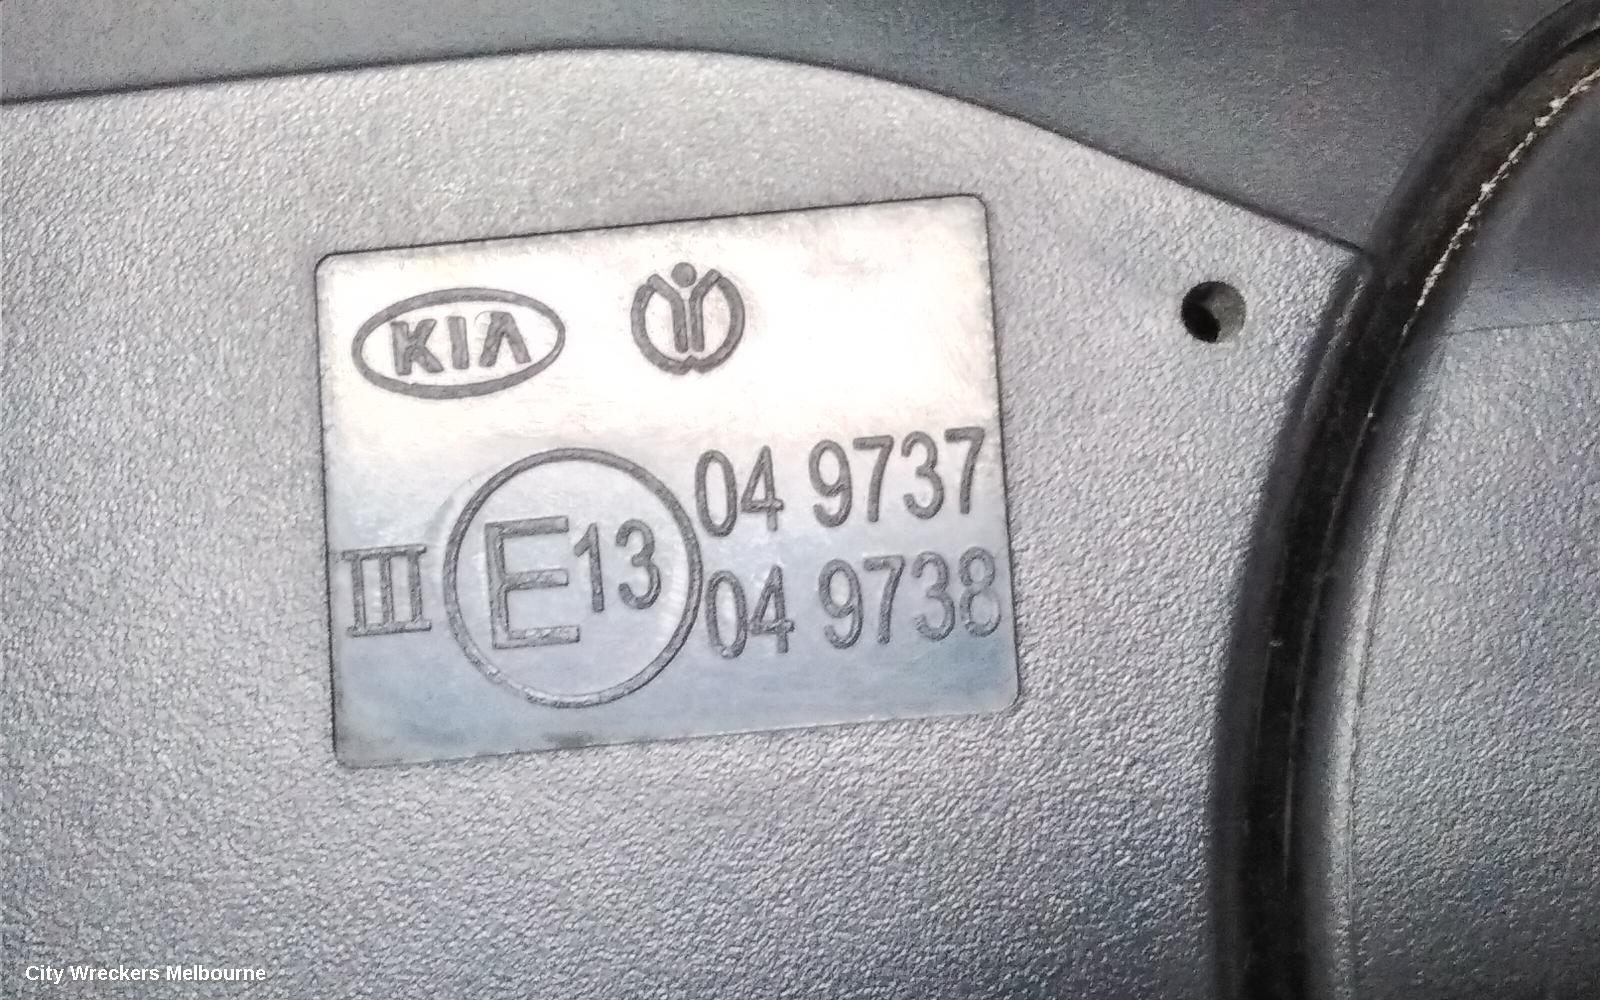 KIA
III E13 04 9737
04 9738
City Wreckers Melbourne